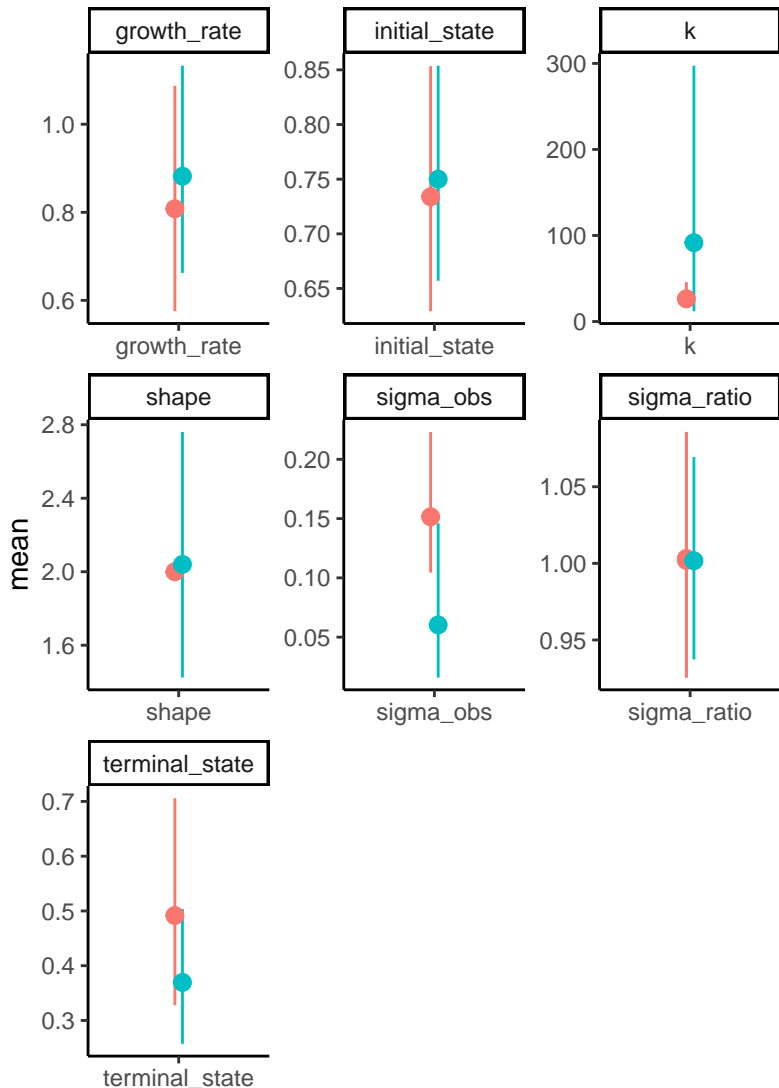 growth_rate
1.0
0.8
0.6
growth_rate
initial_state
0.85
0.80
0.75
0.70
0.65
initial_state
k
300
200
100
0
k
mean
shape
2.8
2.4
2.0
1.6
shape
sigma_obs
0.20
0.15
0.10
0.05
sigma_obs
sigma_ratio
1.05
1.00
0.95
sigma_ratio
terminal_state
0.7
0.6
0.5
0.4
0.3
terminal_state